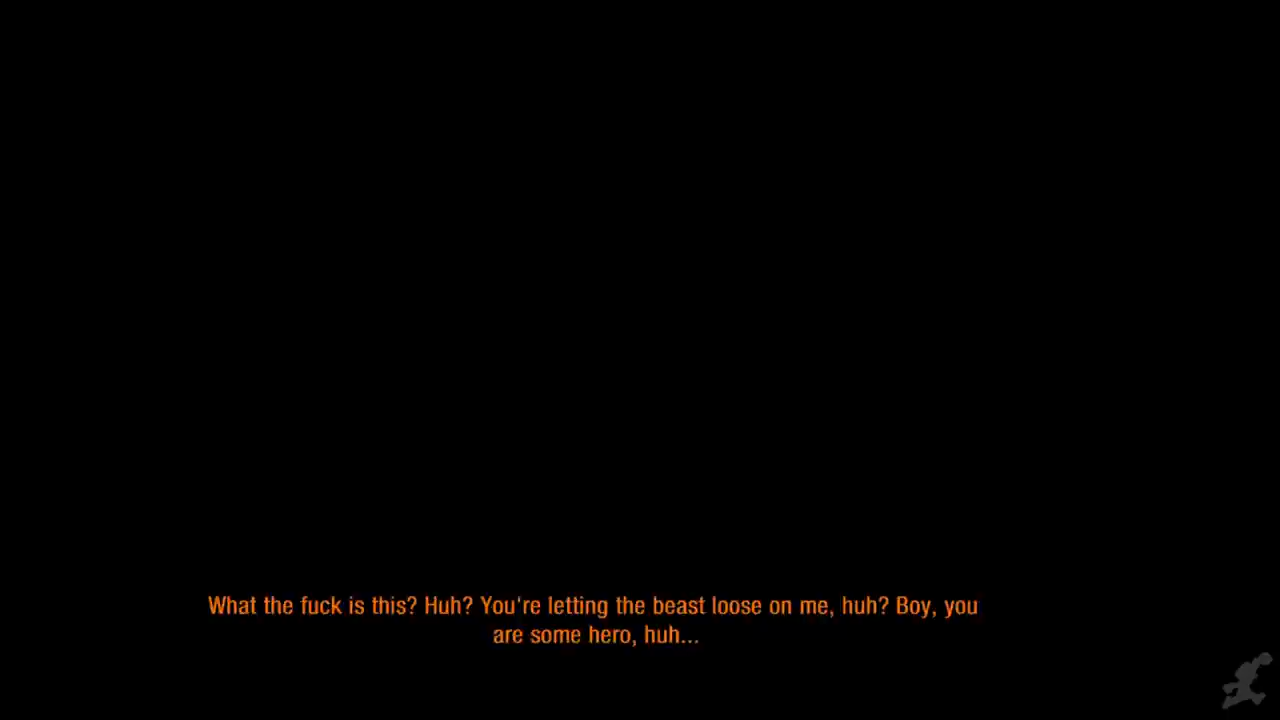 What the fuck is this? Huh? You're letting the beast loose on me, huh? Boy, you
are some hero, huh...